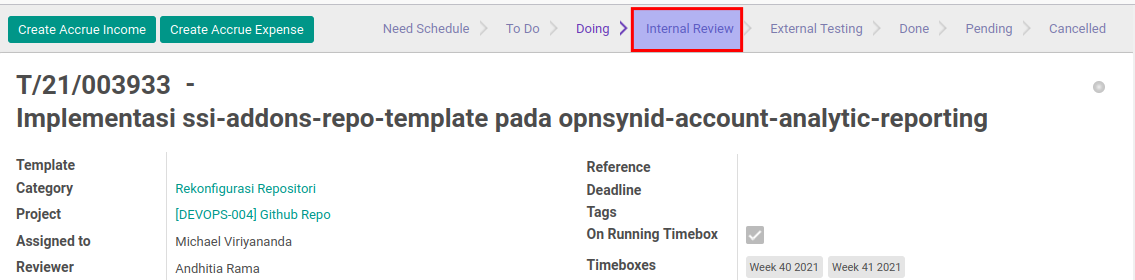 Create Accrue Income Create Accrue Expense Need Schedule To Do Doing Internal Review External Testing Done Pending Cancelled
T/21/003933 -
Implementasi ssi-addons-repo-template pada opnsynid-account-analytic-reporting
Template
Category Rekonfigurasi Repositori
Project [DEVOPS-004] Github Repo
Assigned to Michael Viriyananda
Reviewer Andhitia Rama
Reference
Deadline
Tags
On Running Timebox
Timeboxes Week 40 2021 Week 41 2021